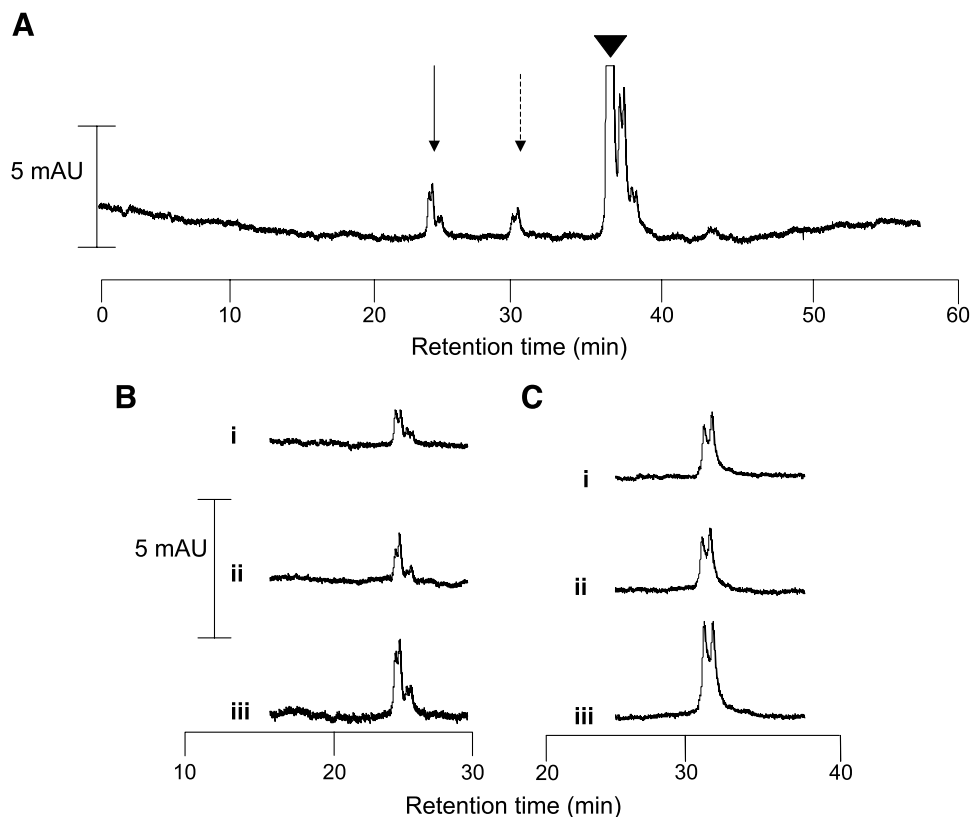 A
5 mAU
0 10 20 30 40 50 60
Retention time (min)
B C
i
i
5 mAU
ii
ii
iii
iii
10 20 30 20 30 40
Retention time (min)